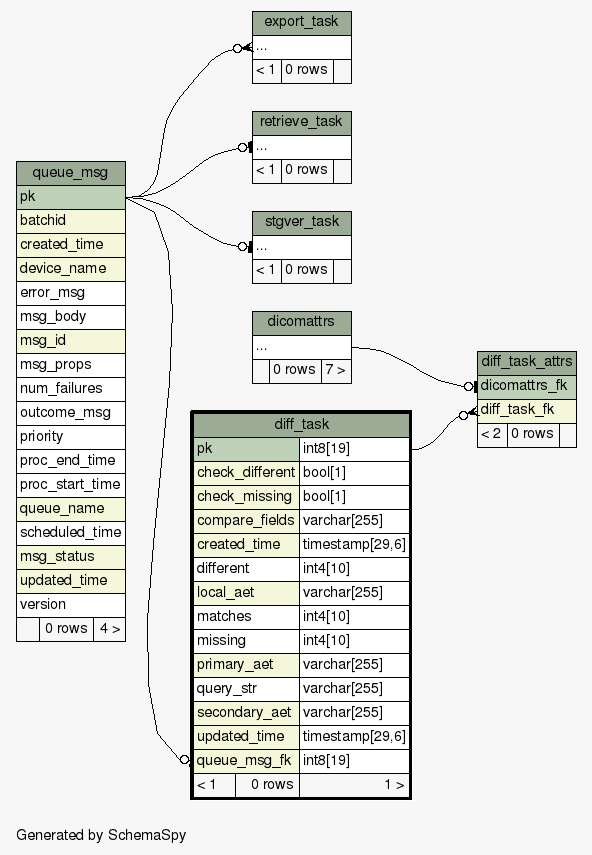 export_task
...
< 1 0 rows
retrieve_task
...
< 1 0 rows
stgver_task
...
< 1 0 rows
dicomattrs
...
0 rows 7 >
queue_msg
pk
batchid
created_time
device_name
error_msg
msg_body
msg_id
msg_props
num_failures
outcome_msg
priority
proc_end_time
proc_start_time
queue_name
scheduled_time
msg_status
updated_time
version
0 rows 4 >
diff_task_attrs
dicomattrs_fk
diff_task_fk
< 2 0 rows
diff_task
pk int8[19]
check_different bool[1]
check_missing bool[1]
compare_fields varchar[255]
created_time timestamp[29,6]
different int4[10]
local_aet varchar[255]
matches int4[10]
missing int4[10]
primary_aet varchar[255]
query_str varchar[255]
secondary_aet varchar[255]
updated_time timestamp[29,6]
queue_msg_fk int8[19]
< 1 0 rows 1 >
Generated by SchemaSpy